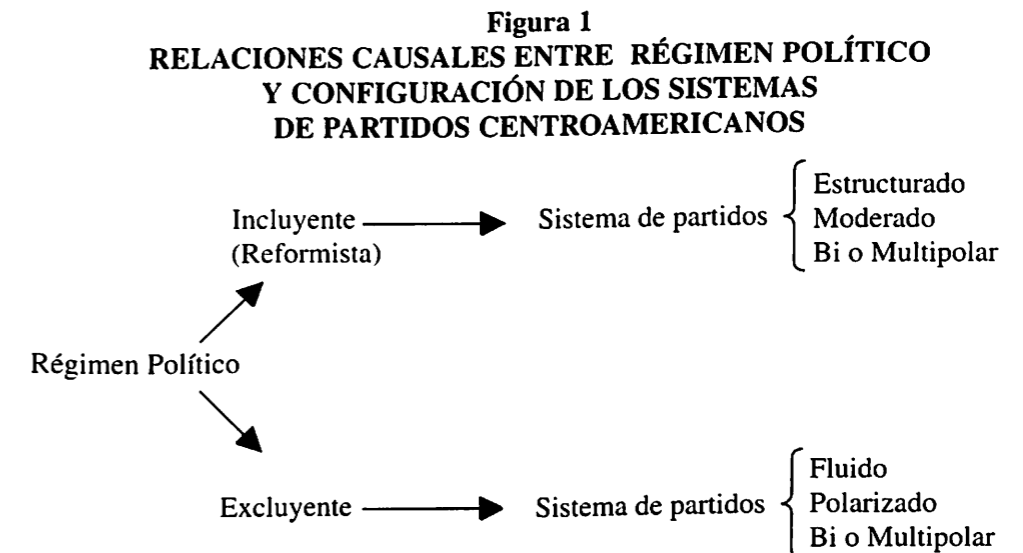 Figura 1
RELACIONES CAUSALES ENTRE RÉGIMEN POLÍTICO
Y CONFIGURACIÓN DE LOS SISTEMAS
DE PARTIDOS CENTROAMERICANOS
Estructurado
Incluyente Sistema de partidos Moderado
(Reformista) Bi o Multipolar
Régimen Político
Fluido
Excluyente Sistema de partidos Polarizado
Bi o Multipolar